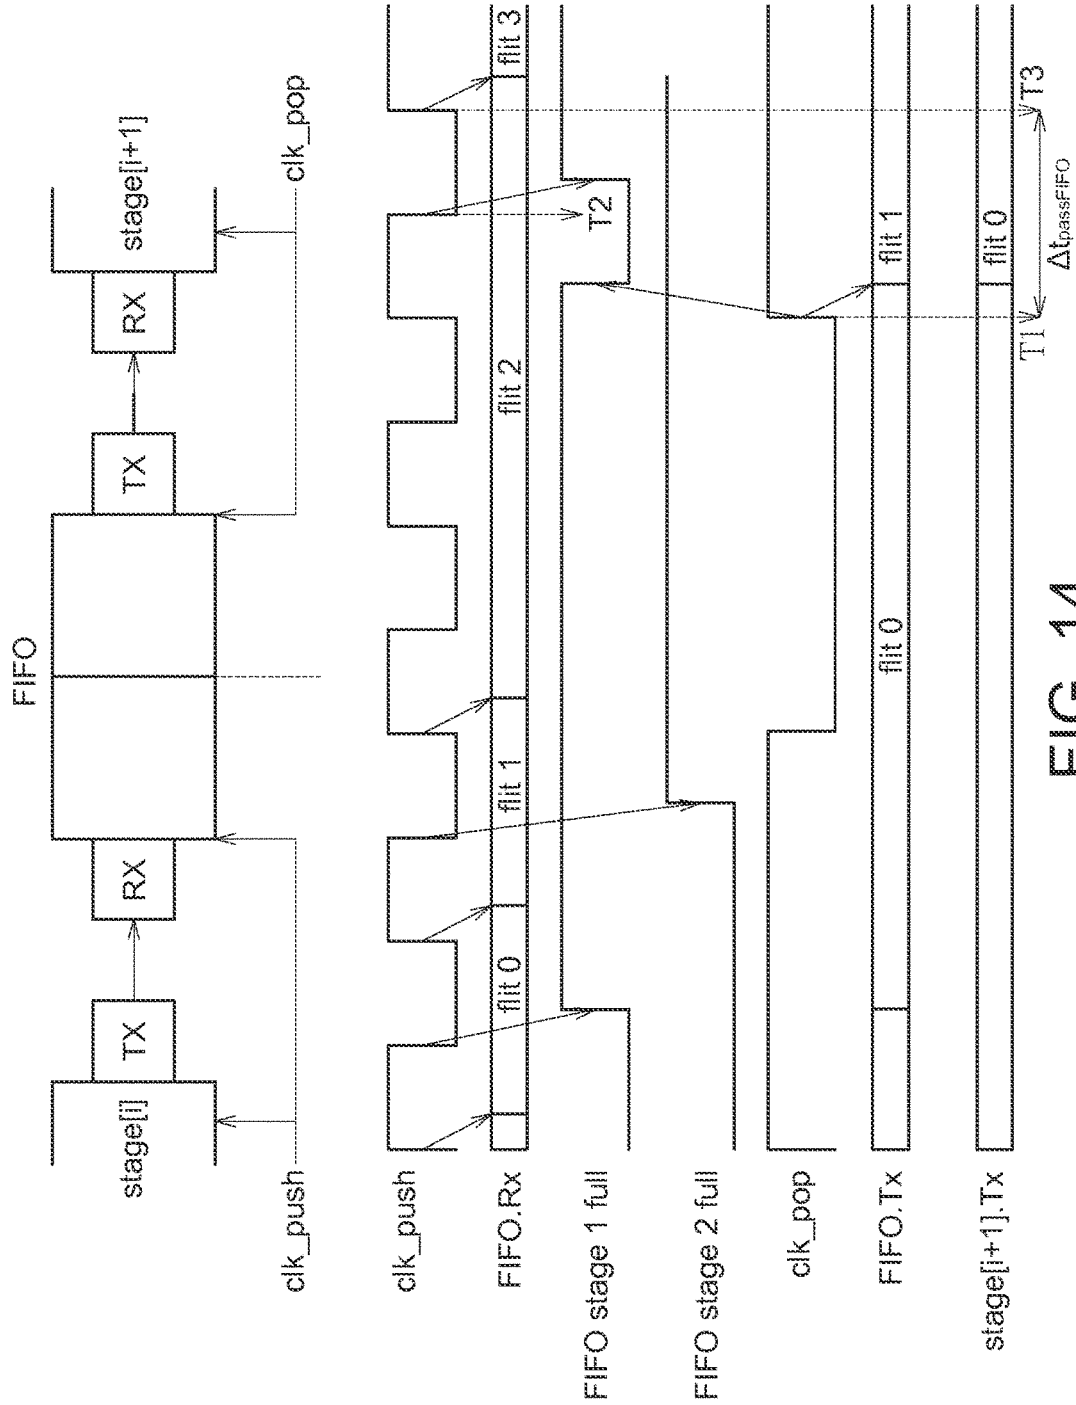 FIFO
stage[i]
TX
RX
TX
RX
stage[i+1]
clk_push
clk_pop
clk_push
FIFO.Rx
flit 0
flit 1
flit 2
flit 3
FIFO stage 1 full
T2
FIFO stage 2 full
clk_pop
FIFO.Tx
flit 0
flit 1
stage[i+1].Tx
flit 0
T1
T3
ΔtpassFIFO
FIG. 14